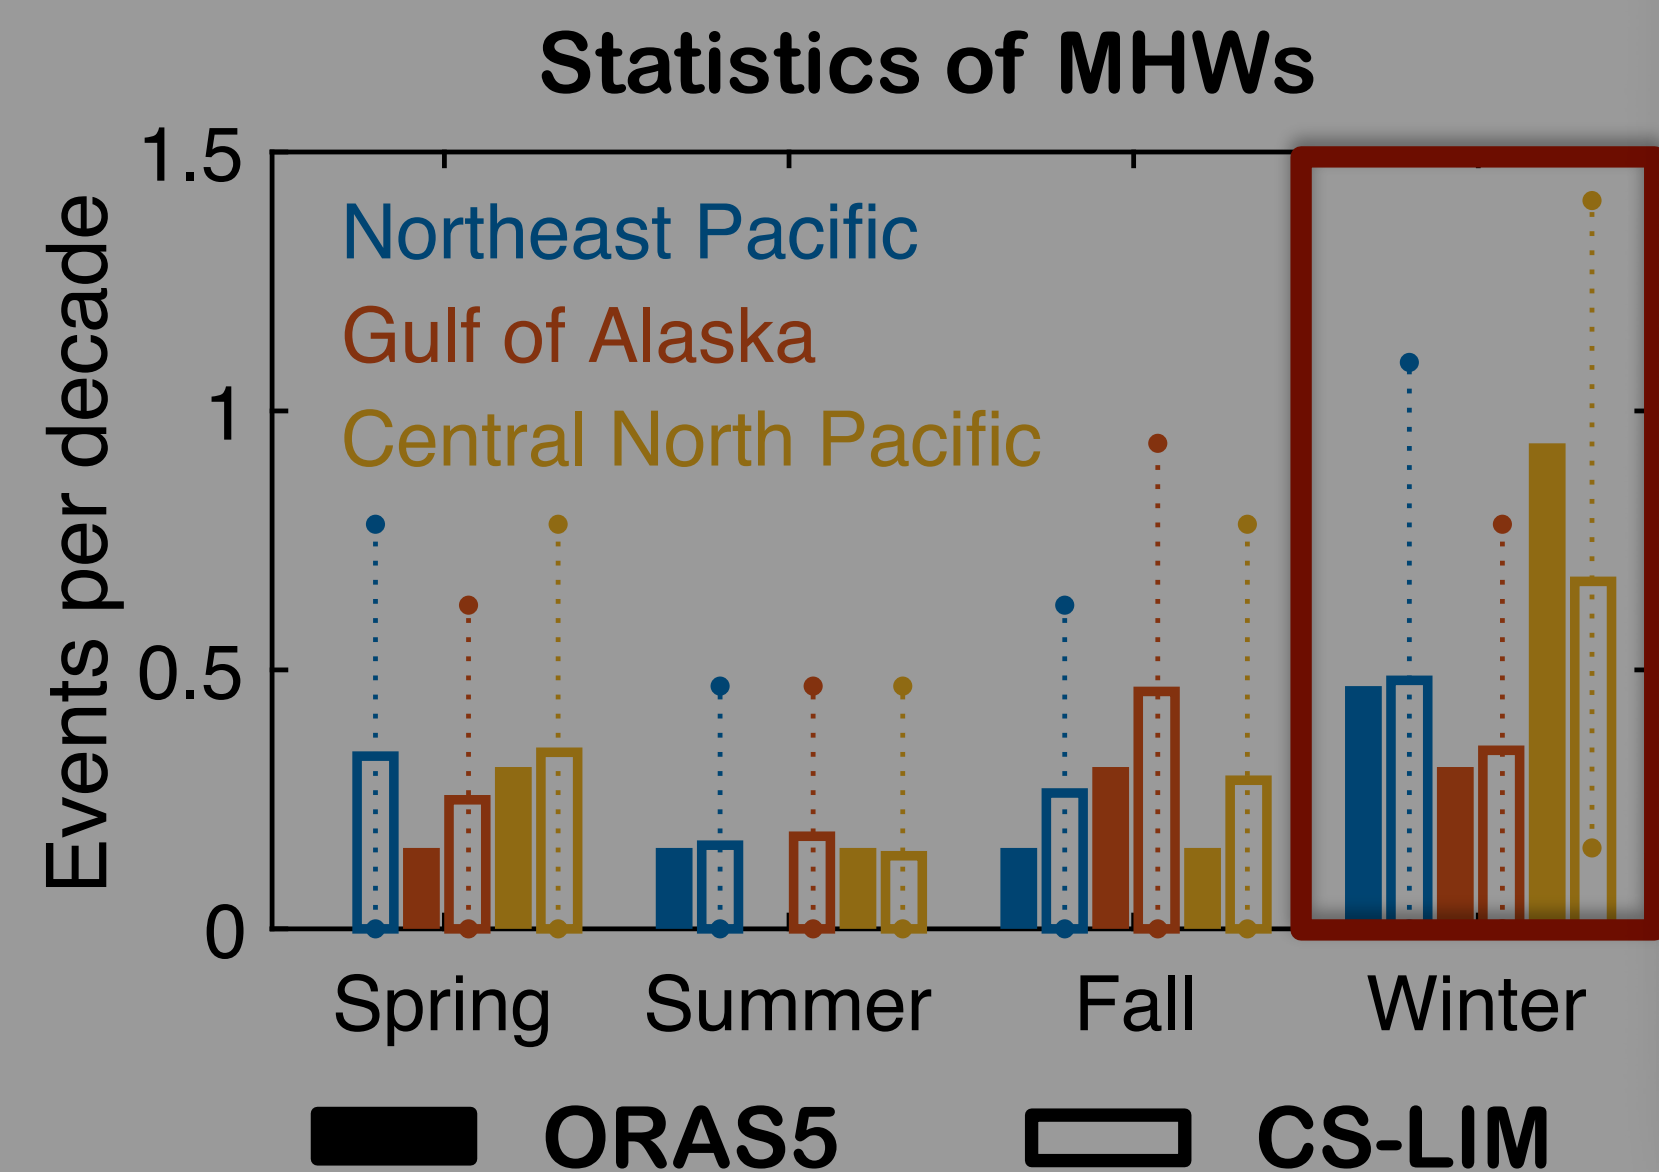 Statistics of MHWs
1.5
Northeast Pacific
Gulf of Alaska
1
Central North Pacific
Events per decade
0.5
0
Spring Summer Fall Winter
ORAS5 CS-LIM